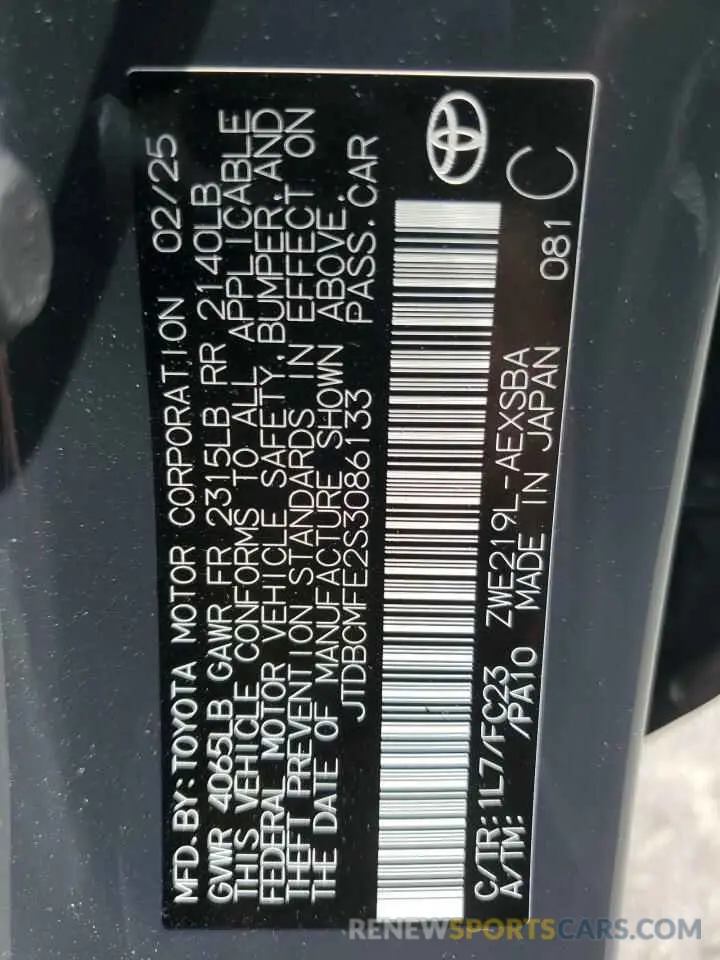 MFD.BY:TOYOTA MOTOR CORPORATION 02/25
GVWR 4065LB GAWR FR 2315LB RR 2140LB
THIS VEHICLE CONFORMS TO ALL APPLICABLE
FEDERAL MOTOR VEHICLE SAFETY,BUMPER,AND
THEFT PREVENTION STANDARDS IN EFFECT ON
THE DATE OF MANUFACTURE SHOWN ABOVE.
JTDBCMFE2S3086133 PASS.CAR
C/TR:1L7/FC23 ZWE219L-AEXSBA 081
A/TM: /PA10 MADE IN JAPAN
C
RENEWSPORTSCARS.COM